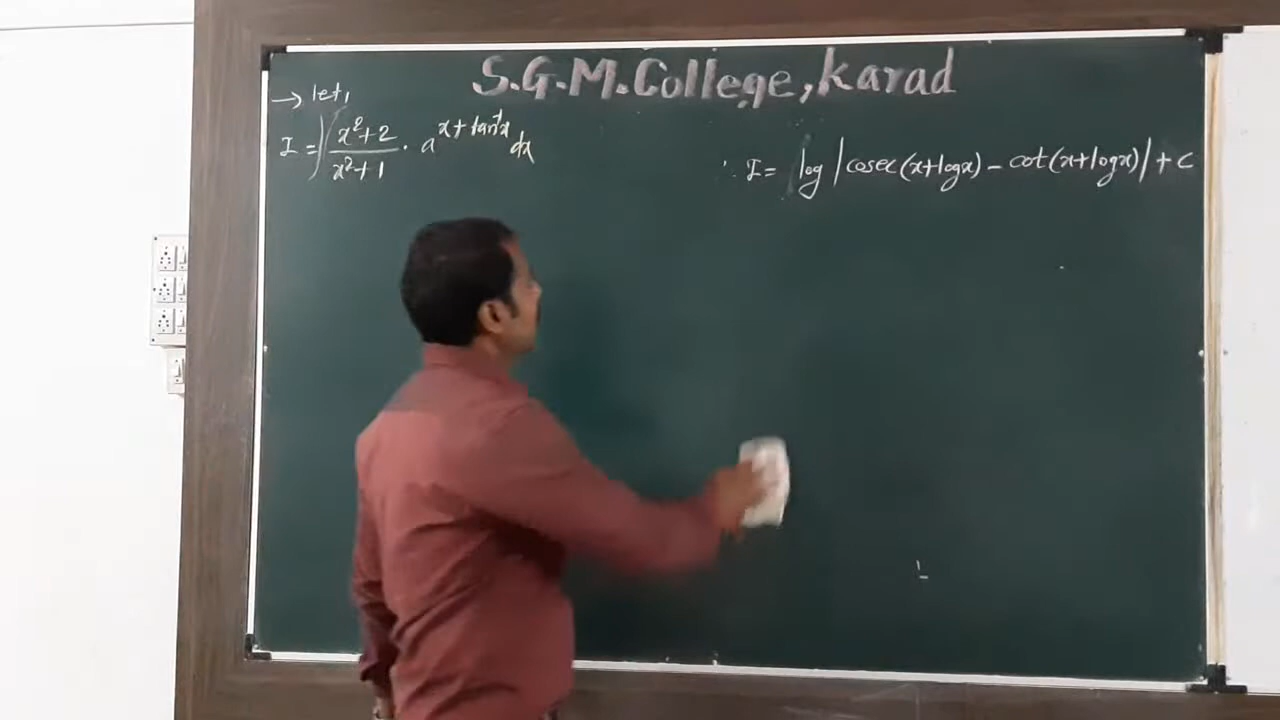 S.G.M.College, Karad
→ let,
I = ∫ (x²+2)/(x²+1) · a^(x+tan⁻¹x) dx
∴ I = log |cosec(x+logx) - cot(x+logx)| + c